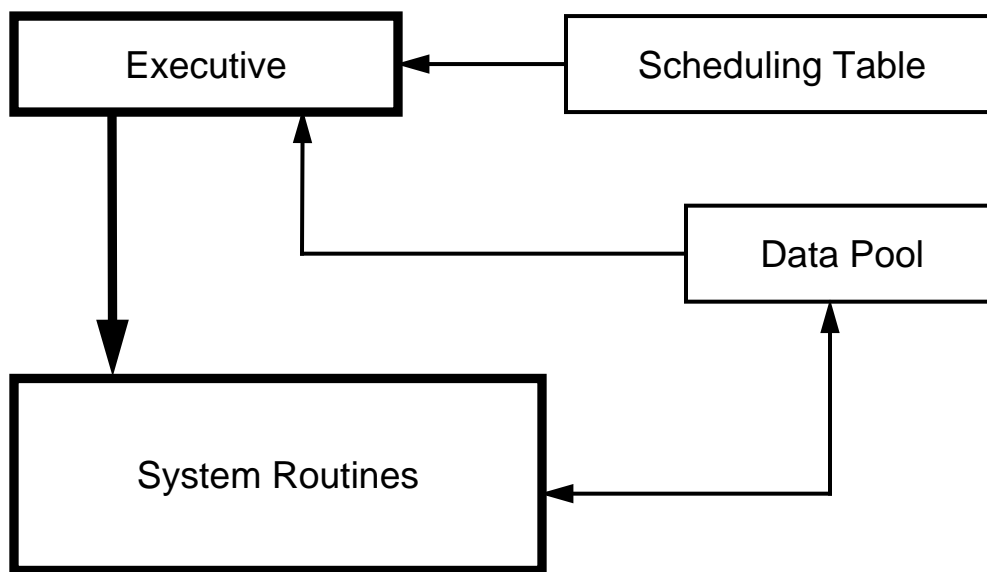 Executive
Scheduling Table
Data Pool
System Routines